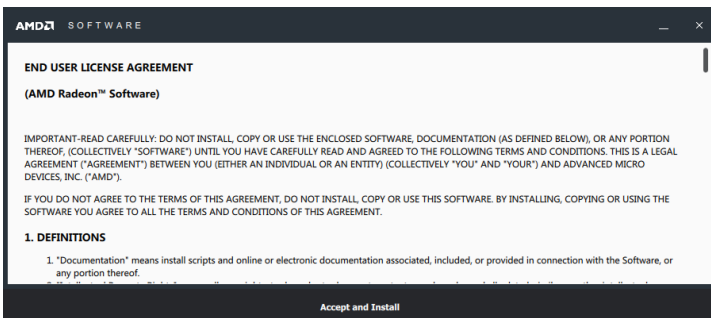 AMD SOFTWARE
END USER LICENSE AGREEMENT
(AMD Radeon™ Software)
IMPORTANT-READ CAREFULLY: DO NOT INSTALL, COPY OR USE THE ENCLOSED SOFTWARE, DOCUMENTATION (AS DEFINED BELOW), OR ANY PORTION
THEREOF, (COLLECTIVELY "SOFTWARE") UNTIL YOU HAVE CAREFULLY READ AND AGREED TO THE FOLLOWING TERMS AND CONDITIONS. THIS IS A LEGAL
AGREEMENT ("AGREEMENT") BETWEEN YOU (EITHER AN INDIVIDUAL OR AN ENTITY) (COLLECTIVELY "YOU" AND "YOUR") AND ADVANCED MICRO
DEVICES, INC. ("AMD").
IF YOU DO NOT AGREE TO THE TERMS OF THIS AGREEMENT, DO NOT INSTALL, COPY OR USE THIS SOFTWARE. BY INSTALLING, COPYING OR USING THE
SOFTWARE YOU AGREE TO ALL THE TERMS AND CONDITIONS OF THIS AGREEMENT.
1. DEFINITIONS
1. "Documentation" means install scripts and online or electronic documentation associated, included, or provided in connection with the Software, or
any portion thereof.
Accept and Install